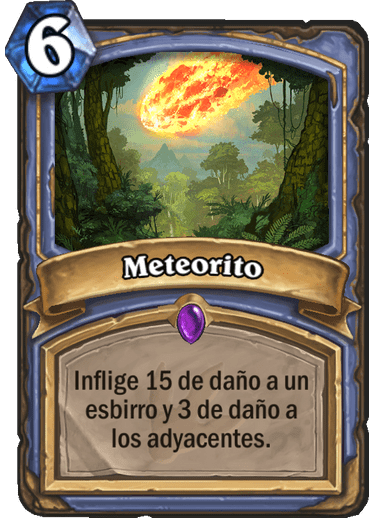 6
Meteorito
Inflige 15 de daño a un
esbirro y 3 de daño a
los adyacentes.